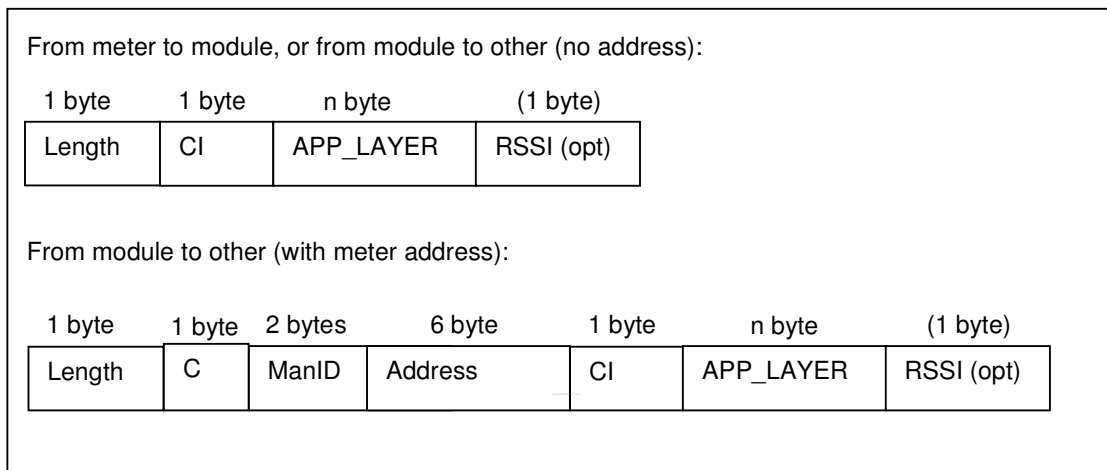 From meter to module, or from module to other (no address):
1 byte 1 byte n byte (1 byte)
Length CI APP_LAYER RSSI (opt)
From module to other (with meter address):
1 byte 1 byte 2 bytes 6 byte 1 byte n byte (1 byte)
Length C ManID Address CI APP_LAYER RSSI (opt)